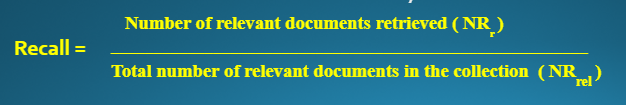 Number of relevant documents retrieved ( NRr )
Recall =
Total number of relevant documents in the collection ( NRrel )